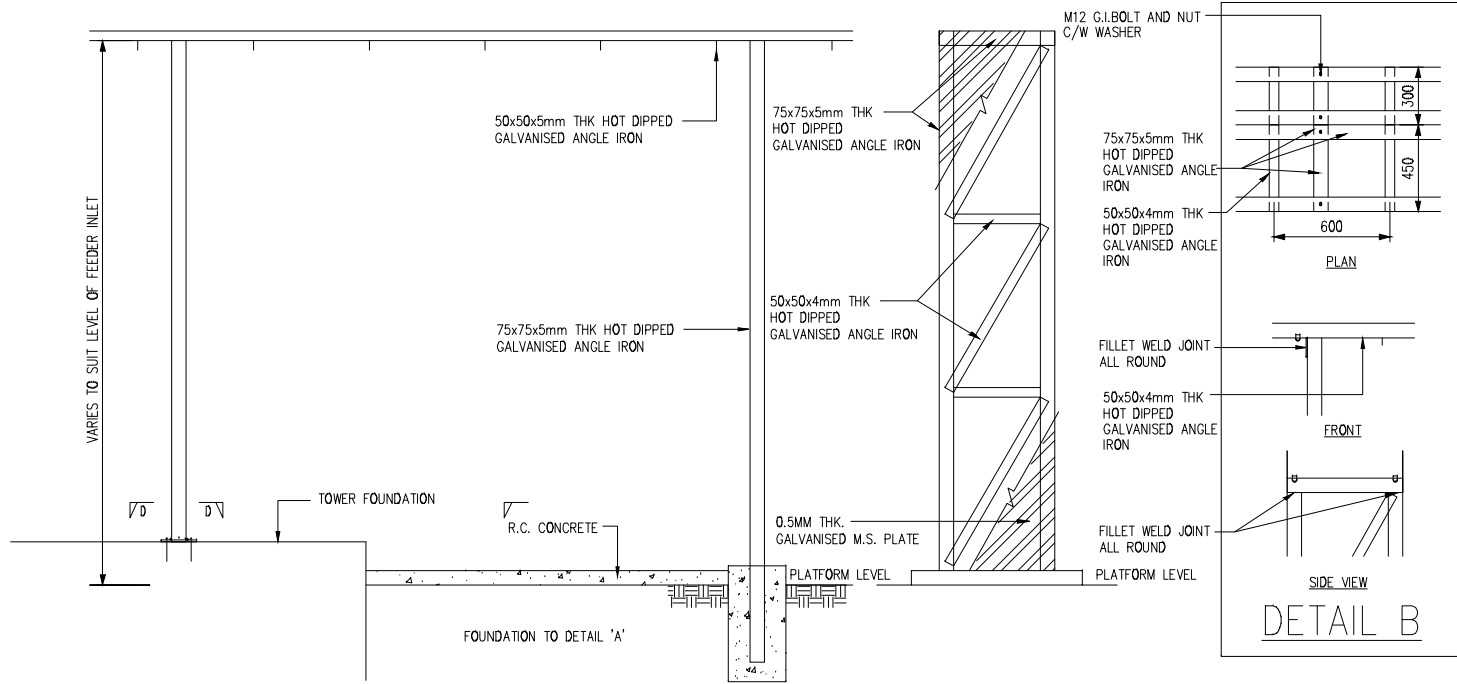 VARIES TO SUIT LEVEL OF FEEDER INLET
50x50x5mm THK HOT DIPPED
GALVANISED ANGLE IRON
75x75x5mm THK HOT DIPPED
GALVANISED ANGLE IRON
TOWER FOUNDATION
D
D
R.C. CONCRETE
FOUNDATION TO DETAIL 'A'
PLATFORM LEVEL
75x75x5mm THK
HOT DIPPED
GALVANISED ANGLE IRON
50x50x4mm THK
HOT DIPPED
GALVANISED ANGLE IRON
0.5MM THK.
GALVANISED M.S. PLATE
PLATFORM LEVEL
M12 G.I.BOLT AND NUT
C/W WASHER
75x75x5mm THK
HOT DIPPED
GALVANISED ANGLE
IRON
50x50x4mm THK
HOT DIPPED
GALVANISED ANGLE
IRON
300
450
600
PLAN
FILLET WELD JOINT
ALL ROUND
50x50x4mm THK
HOT DIPPED
GALVANISED ANGLE
IRON
FRONT
FILLET WELD JOINT
ALL ROUND
SIDE VIEW
DETAIL B